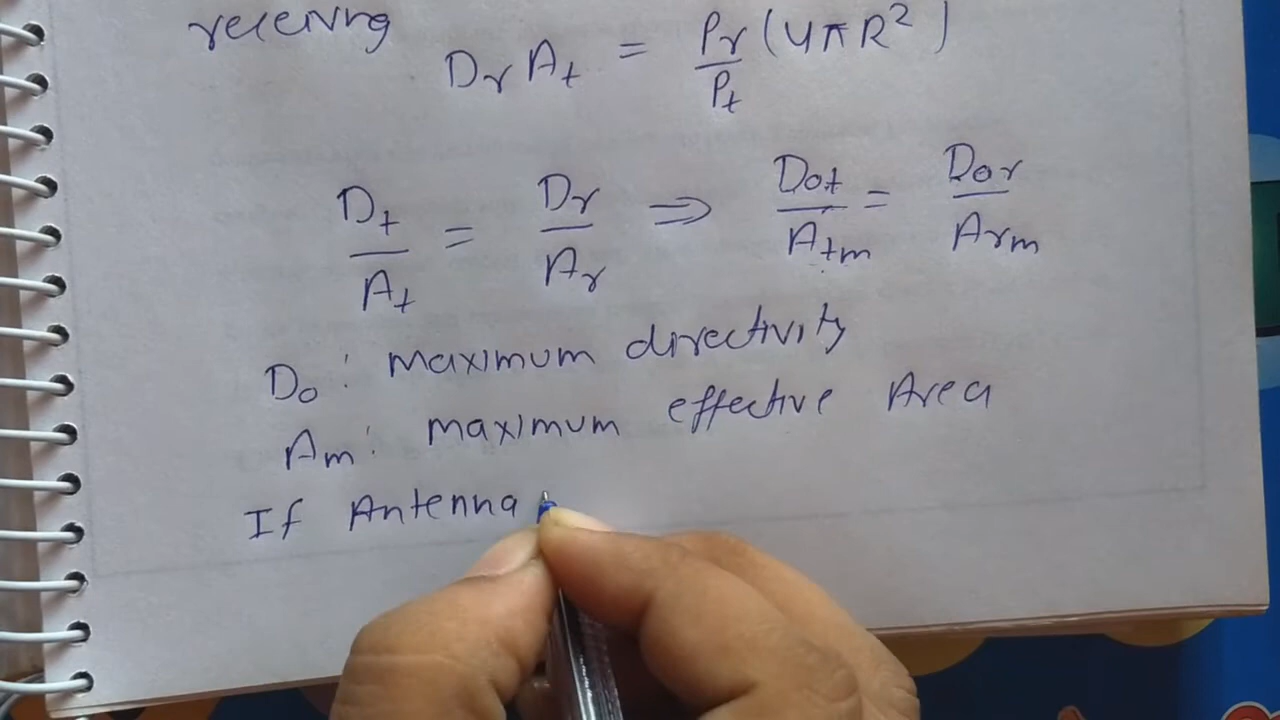 receiving
DrAt = Pr/Pt (4πR²)
Dt/At = Dr/Ar ⇒ Dot/Atm = Dor/Arm
Do : maximum directivity
Am : maximum effective Area
If Antenna